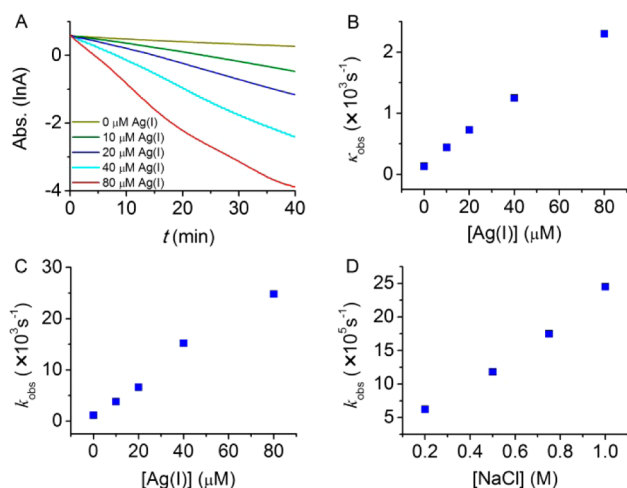 A
Abs. (lnA)
0
-2
-4
0 μM Ag(I)
10 μM Ag(I)
20 μM Ag(I)
40 μM Ag(I)
80 μM Ag(I)
0 10 20 30 40
t (min)
B
κobs (×10³s⁻¹)
2
1
0
0 20 40 60 80
[Ag(I)] (μM)
C
kobs (×10³s⁻¹)
30
20
10
0
0 20 40 60 80
[Ag(I)] (μM)
D
kobs (×10⁵s⁻¹)
25
20
15
10
5
0.2 0.4 0.6 0.8 1.0
[NaCl] (M)